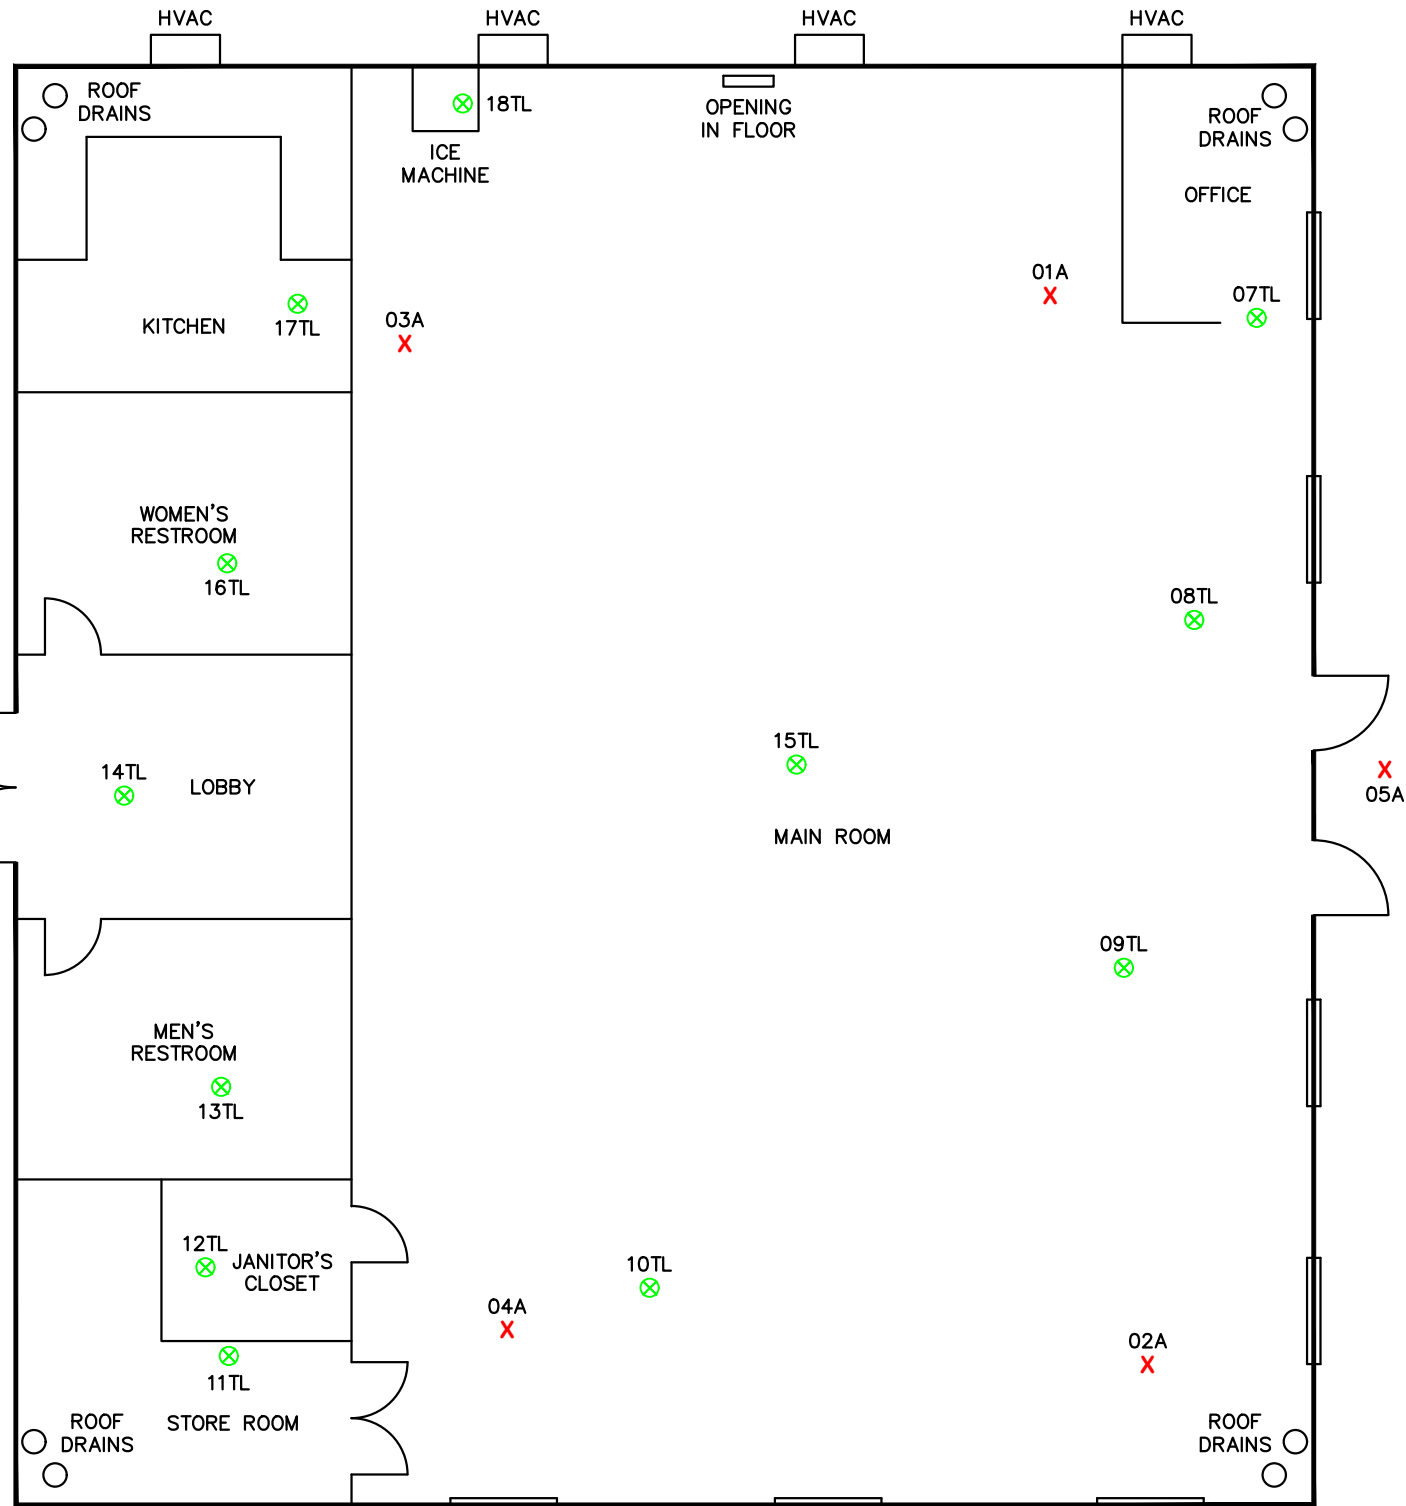 HVAC
HVAC
HVAC
HVAC
ROOF
DRAINS
18TL
OPENING
IN FLOOR
ROOF
DRAINS
ICE
MACHINE
OFFICE
01A
07TL
03A
KITCHEN
17TL
WOMEN'S
RESTROOM
16TL
08TL
15TL
14TL
LOBBY
05A
MAIN ROOM
09TL
MEN'S
RESTROOM
13TL
12TL
JANITOR'S
CLOSET
10TL
04A
02A
11TL
STORE ROOM
ROOF
DRAINS
ROOF
DRAINS